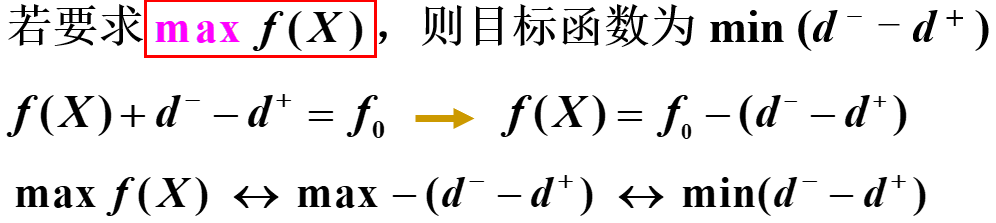 若要求max f(X),则目标函数为 min (d⁻ − d⁺)
f(X) + d⁻ − d⁺ = f₀ → f(X) = f₀ − (d⁻ − d⁺)
max f(X) ↔ max − (d⁻ − d⁺) ↔ min(d⁻ − d⁺)